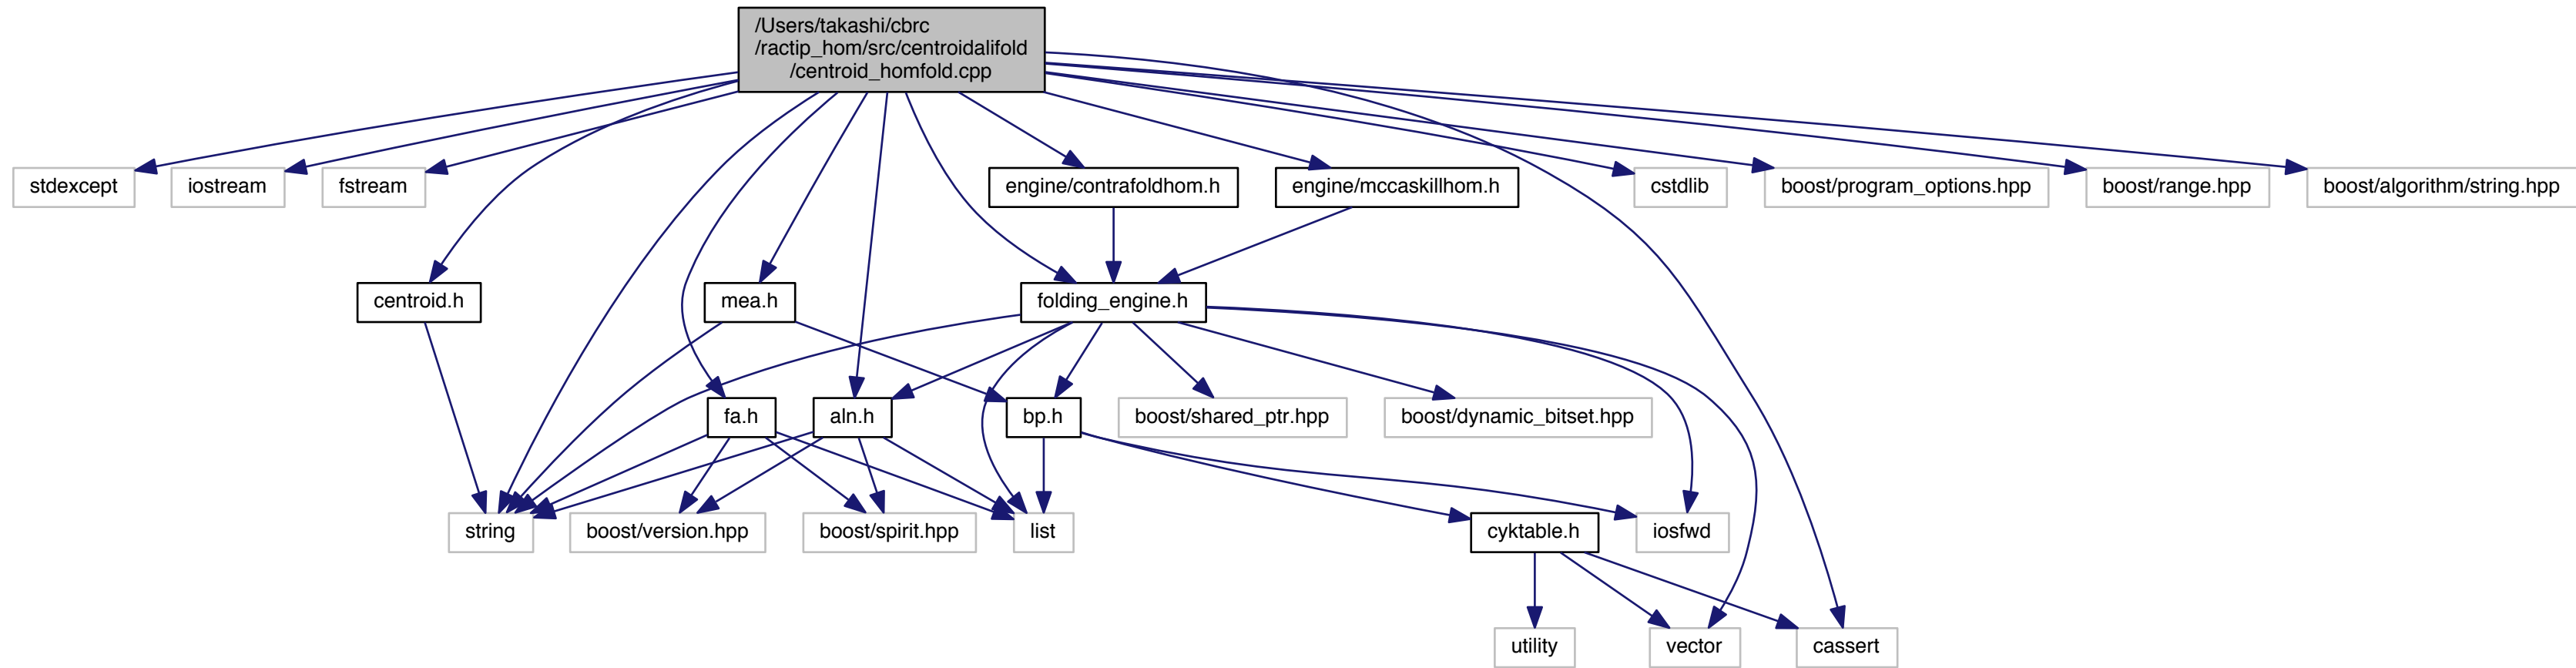 /Users/takashi/cbrc
/ractip_hom/src/centroidalifold
/centroid_homfold.cpp
stdexcept
iostream
fstream
engine/contrafoldhom.h
engine/mccaskillhom.h
cstdlib
boost/program_options.hpp
boost/range.hpp
boost/algorithm/string.hpp
centroid.h
mea.h
folding_engine.h
fa.h
aln.h
bp.h
boost/shared_ptr.hpp
boost/dynamic_bitset.hpp
string
boost/version.hpp
boost/spirit.hpp
list
cyktable.h
iosfwd
utility
vector
cassert